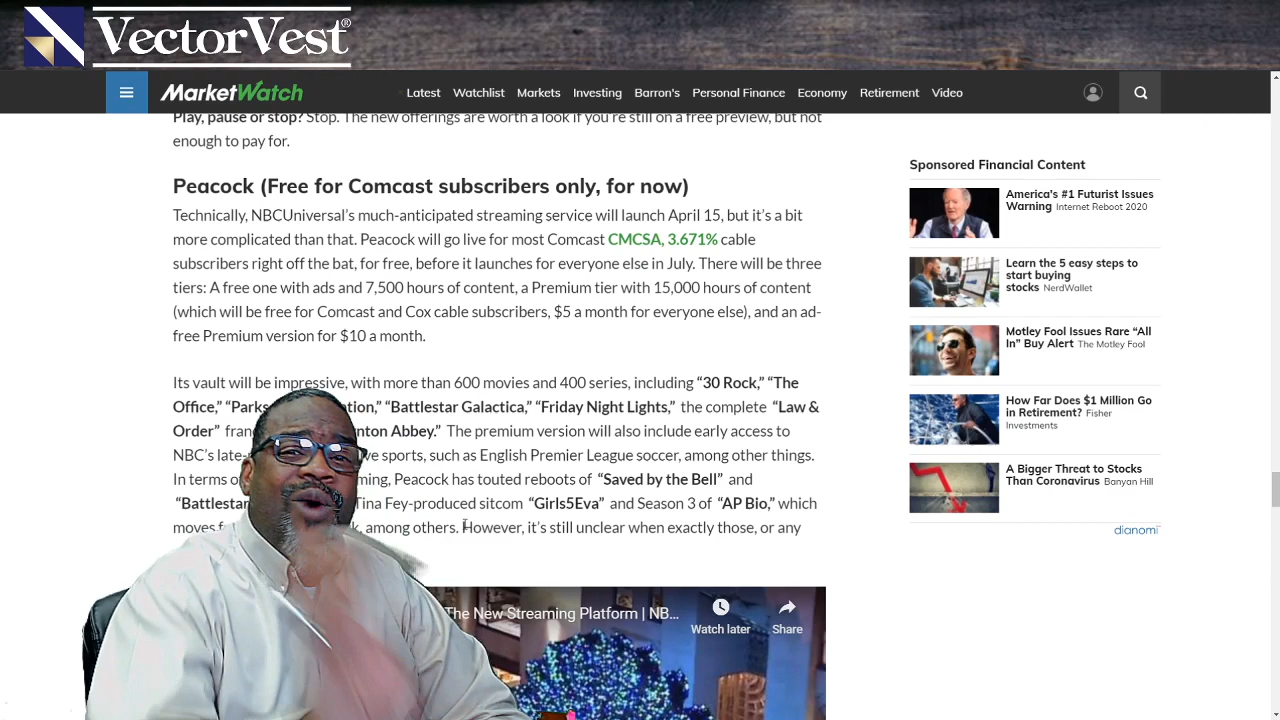 VectorVest®
MarketWatch
Latest Watchlist Markets Investing Barron's Personal Finance Economy Retirement Video
Play, pause or stop? Stop. The new offerings are worth a look if you're still on a free preview, but not
enough to pay for.
Peacock (Free for Comcast subscribers only, for now)
Technically, NBCUniversal's much-anticipated streaming service will launch April 15, but it's a bit
more complicated than that. Peacock will go live for most Comcast CMCSA, 3.671% cable
subscribers right off the bat, for free, before it launches for everyone else in July. There will be three
tiers: A free one with ads and 7,500 hours of content, a Premium tier with 15,000 hours of content
(which will be free for Comcast and Cox cable subscribers, $5 a month for everyone else), and an ad-
free Premium version for $10 a month.
Its vault will be impressive, with more than 600 movies and 400 series, including “30 Rock,” “The
Office,” “Parks tion,” “Battlestar Galactica,” “Friday Night Lights,” the complete “Law &
Order” fran nton Abbey.” The premium version will also include early access to
NBC's late- ve sports, such as English Premier League soccer, among other things.
In terms o ming, Peacock has touted reboots of “Saved by the Bell” and
“Battlestar Tina Fey-produced sitcom “Girls5Eva” and Season 3 of “AP Bio,” which
moves f k, among others. However, it's still unclear when exactly those, or any
The New Streaming Platform | NB...
Watch later
Share
Sponsored Financial Content
America's #1 Futurist Issues
Warning Internet Reboot 2020
Learn the 5 easy steps to
start buying
stocks NerdWallet
Motley Fool Issues Rare “All
In” Buy Alert The Motley Fool
How Far Does $1 Million Go
in Retirement? Fisher
Investments
A Bigger Threat to Stocks
Than Coronavirus Banyan Hill
dianomi